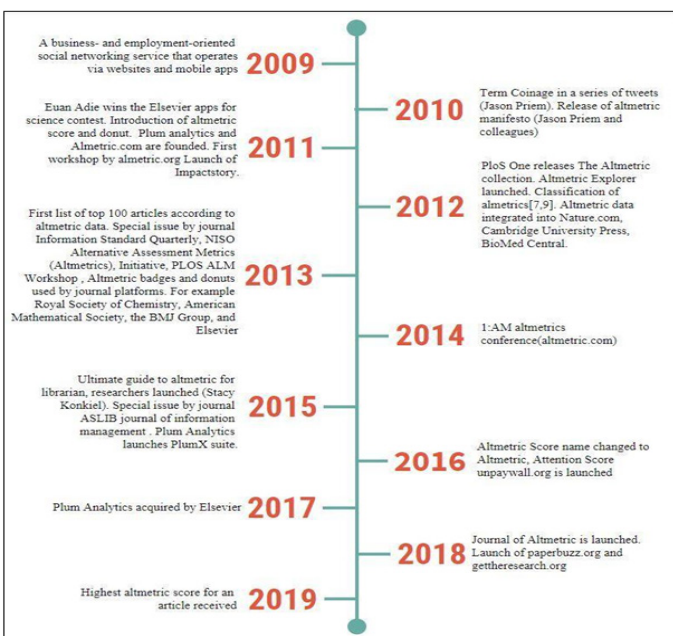 A business- and employment-oriented
social networking service that operates
via websites and mobile apps
2009
2010
Term Coinage in a series of tweets
(Jason Priem). Release of altmetric
manifesto (Jason Priem and
colleagues)
Euan Adie wins the Elsevier apps for
science contest. Introduction of altmetric
score and donut. Plum analytics and
Almetric.com are founded. First
workshop by almetric.org Launch of
Impactstory.
2011
2012
PloS One releases The Altmetric
collection. Altmetric Explorer
launched. Classification of
almetrics[7,9]. Altmetric data
integrated into Nature.com,
Cambridge University Press,
BioMed Central.
First list of top 100 articles according to
altmetric data. Special issue by journal
Information Standard Quarterly, NISO
Alternative Assessment Metrics
(Altmetrics), Initiative, PLOS ALM
Workshop , Altmetric badges and donuts
used by journal platforms. For example
Royal Society of Chemistry, American
Mathematical Society, the BMJ Group, and
Elsevier
2013
2014
1:AM altmetrics
conference(altmetric.com)
Ultimate guide to altmetric for
librarian, researchers launched (Stacy
Konkiel). Special issue by journal
ASLIB journal of information
management . Plum Analytics
launches PlumX suite.
2015
2016
Altmetric Score name changed to
Altmetric, Attention Score
unpaywall.org is launched
Plum Analytics acquired by Elsevier
2017
2018
Journal of Altmetric is launched.
Launch of paperbuzz.org and
gettheresearch.org
Highest altmetric score for an
article received
2019